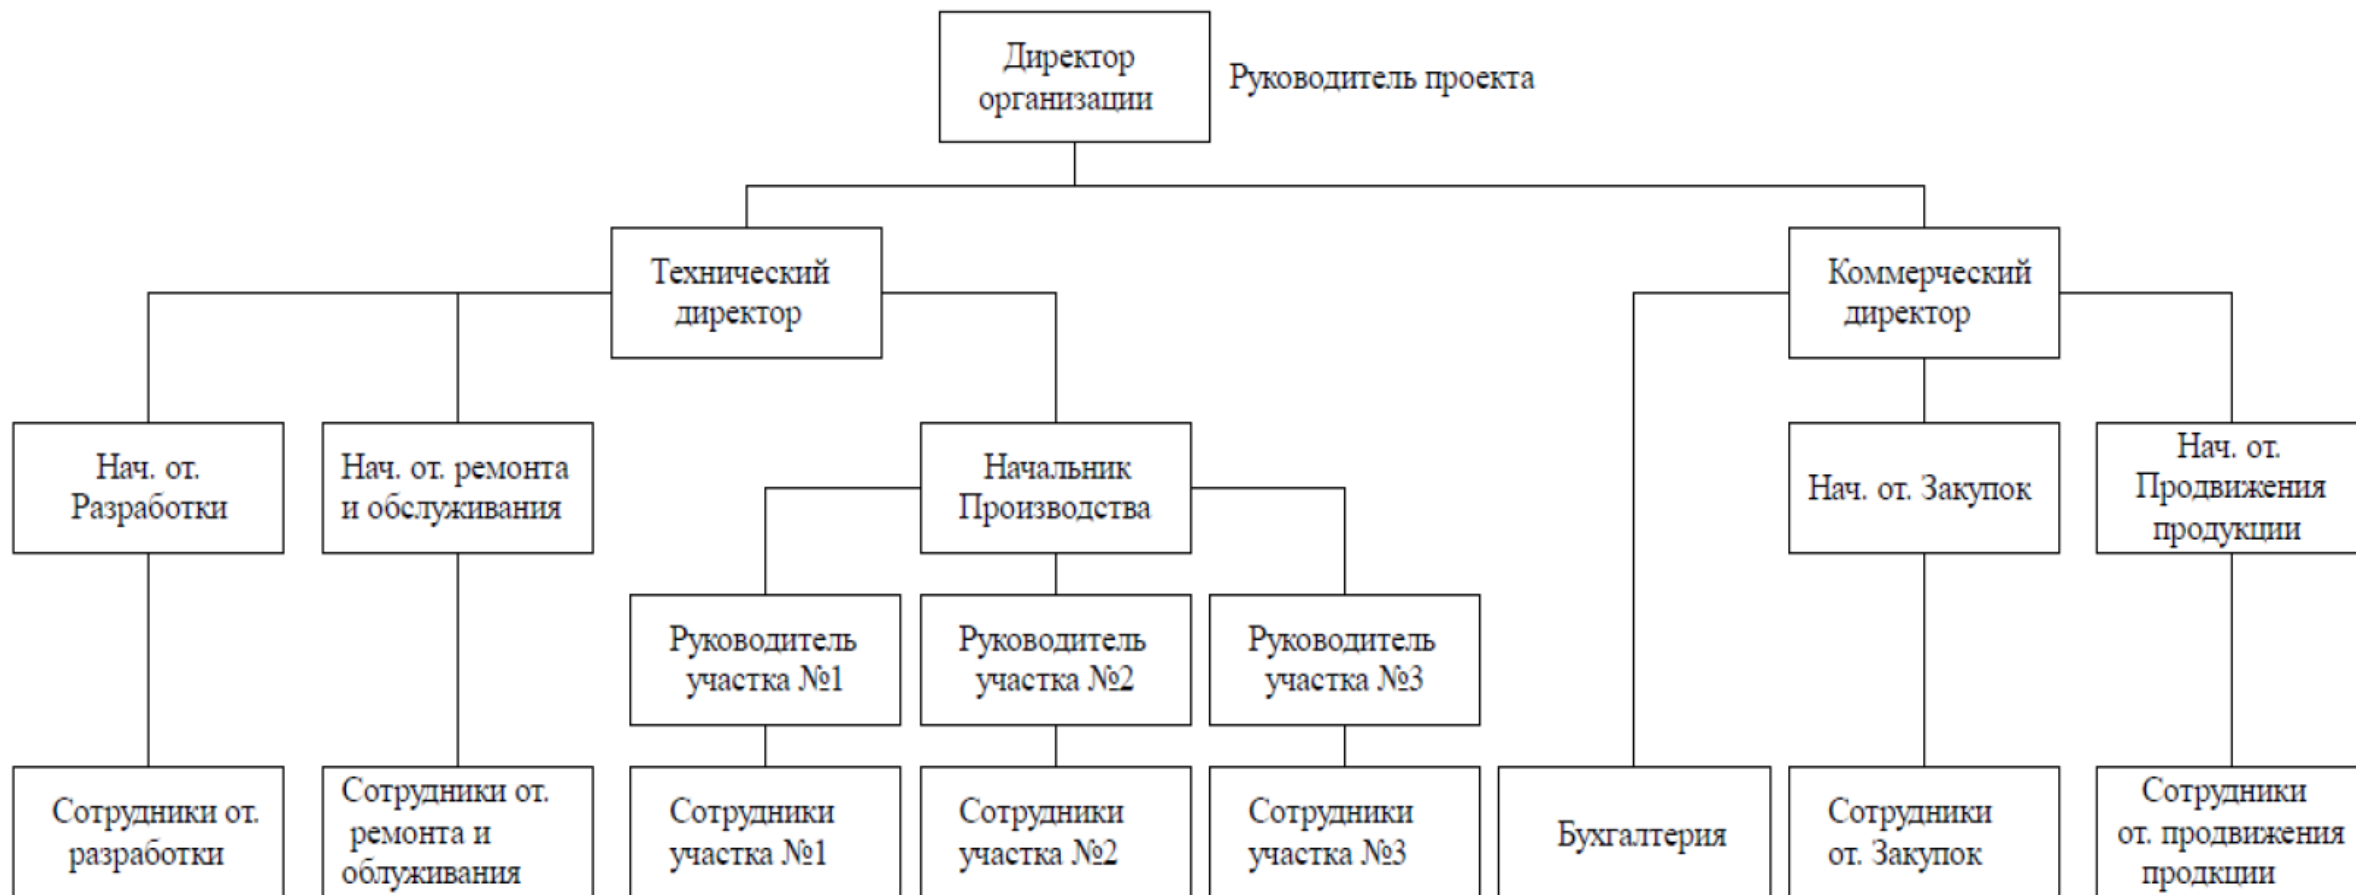 Директор
организации
Руководитель проекта
Технический
директор
Коммерческий
директор
Нач. от.
Разработки
Нач. от. ремонта
и обслуживания
Начальник
Производства
Нач. от. Закупок
Нач. от.
Продвижения
продукции
Руководитель
участка №1
Руководитель
участка №2
Руководитель
участка №3
Сотрудники от.
разработки
Сотрудники от.
ремонта и
облуживания
Сотрудники
участка №1
Сотрудники
участка №2
Сотрудники
участка №3
Бухгалтерия
Сотрудники
от. Закупок
Сотрудники
от. продвижения
продкции